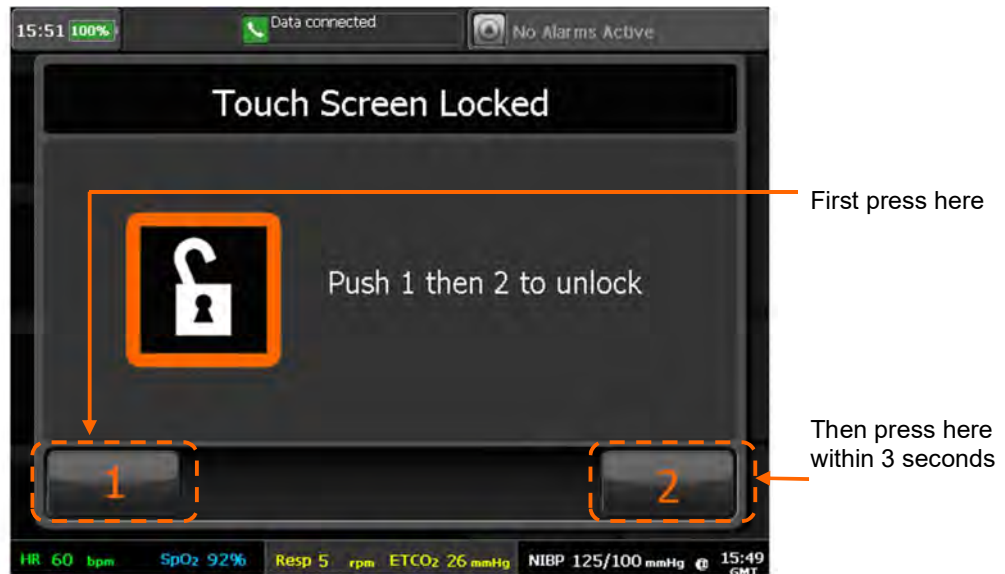 15:51 100% Data connected No Alarms Active
Touch Screen Locked
First press here
Push 1 then 2 to unlock
Then press here
within 3 seconds
1 2
HR 60 bpm SpO2 92% Resp 5 rpm ETCO2 26 mmHg NIBP 125/100 mmHg @ 15:49
GMT